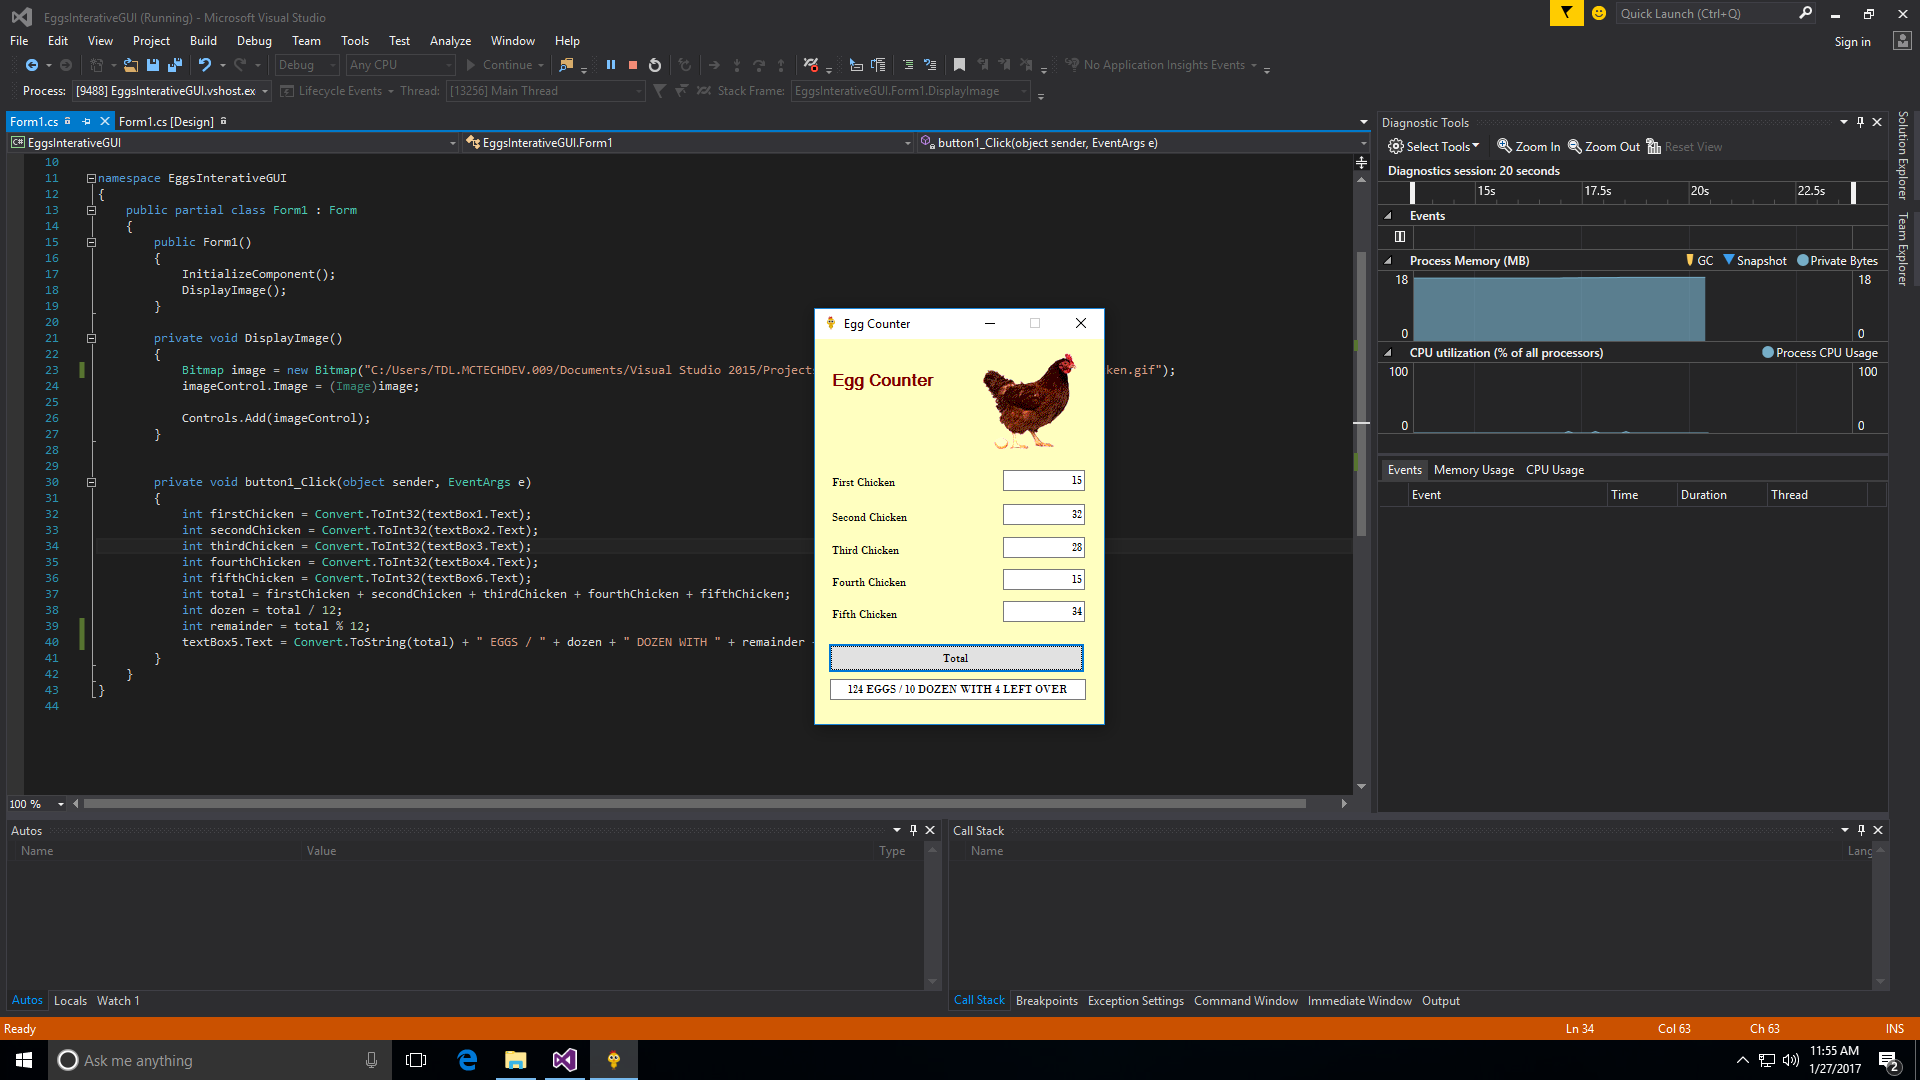 EggsInterativeGUI (Running) - Microsoft Visual Studio
Quick Launch (Ctrl+Q)
File Edit View Project Build Debug Team Tools Test Analyze Window Help
Sign in
Debug Any CPU Continue No Application Insights Events
Process: [9488] EggsInterativeGUI.vshost.ex Lifecycle Events Thread: [13256] Main Thread Stack Frame: EggsInterativeGUI.Form1.DisplayImage
Form1.cs Form1.cs [Design]
C# EggsInterativeGUI EggsInterativeGUI.Form1 button1_Click(object sender, EventArgs e)
10
11 namespace EggsInterativeGUI
12 {
13 public partial class Form1 : Form
14 {
15 public Form1()
16 {
17 InitializeComponent();
18 DisplayImage();
19 }
20
21 private void DisplayImage()
22 {
23 Bitmap image = new Bitmap("C:/Users/TDL.MCTECHDEV.009/Documents/Visual Studio 2015/Projects ken.gif");
24 imageControl.Image = (Image)image;
25
26 Controls.Add(imageControl);
27 }
28
29
30 private void button1_Click(object sender, EventArgs e)
31 {
32 int firstChicken = Convert.ToInt32(textBox1.Text);
33 int secondChicken = Convert.ToInt32(textBox2.Text);
34 int thirdChicken = Convert.ToInt32(textBox3.Text);
35 int fourthChicken = Convert.ToInt32(textBox4.Text);
36 int fifthChicken = Convert.ToInt32(textBox6.Text);
37 int total = firstChicken + secondChicken + thirdChicken + fourthChicken + fifthChicken;
38 int dozen = total / 12;
39 int remainder = total % 12;
40 textBox5.Text = Convert.ToString(total) + " EGGS / " + dozen + " DOZEN WITH " + remainder
41 }
42 }
43 }
44
100 %
Egg Counter
Egg Counter
First Chicken 15
Second Chicken 32
Third Chicken 28
Fourth Chicken 15
Fifth Chicken 34
Total
124 EGGS / 10 DOZEN WITH 4 LEFT OVER
Diagnostic Tools
Select Tools Zoom In Zoom Out Reset View
Diagnostics session: 20 seconds
15s 17.5s 20s 22.5s
Events
Process Memory (MB) GC Snapshot Private Bytes
18 18
0 0
CPU utilization (% of all processors) Process CPU Usage
100 100
0 0
Events Memory Usage CPU Usage
Event Time Duration Thread
Solution Explorer
Team Explorer
Autos
Name Value Type
Autos Locals Watch 1
Call Stack
Name Lang
Call Stack Breakpoints Exception Settings Command Window Immediate Window Output
Ready Ln 34 Col 63 Ch 63 INS
Ask me anything
11:55 AM
1/27/2017
2